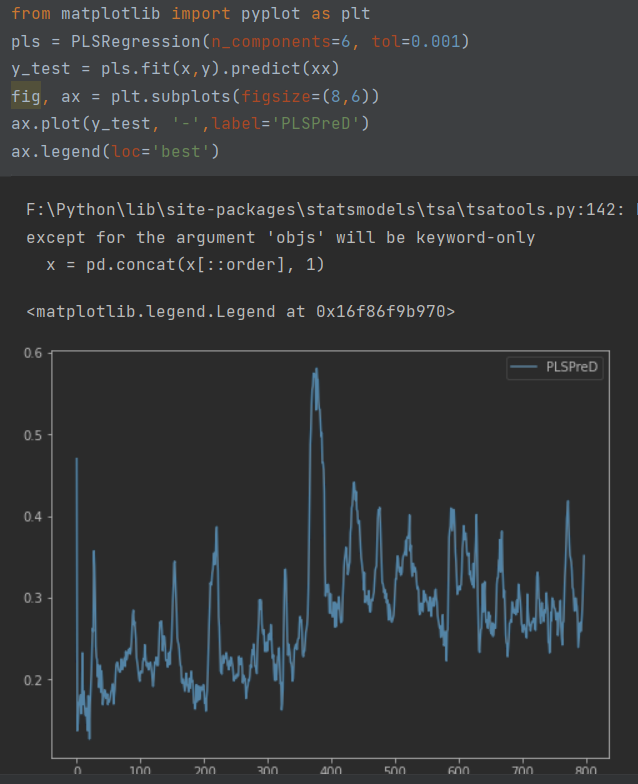 from matplotlib import pyplot as plt
pls = PLSRegression(n_components=6, tol=0.001)
y_test = pls.fit(x,y).predict(xx)
fig, ax = plt.subplots(figsize=(8,6))
ax.plot(y_test, '-',label='PLSPreD')
ax.legend(loc='best')
F:\Python\lib\site-packages\statsmodels\tsa\tsatools.py:142:
except for the argument 'objs' will be keyword-only
x = pd.concat(x[::order], 1)
<matplotlib.legend.Legend at 0x16f86f9b970>
0.6
PLSPreD
0.5
0.4
0.3
0.2
0 100 200 300 400 500 600 700 800